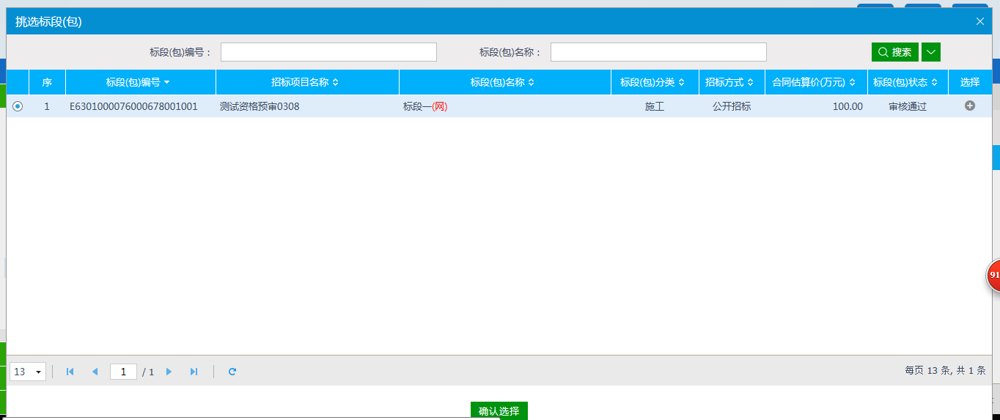 挑选标段(包)
标段(包)编号： 标段(包)名称： 搜索
序 标段(包)编号 招标项目名称 标段(包)名称 标段(包)分类 招标方式 合同估算价(万元) 标段(包)状态 选择
1 E6301000076000678001001 测试资格预审0308 标段一(网) 施工 公开招标 100.00 审核通过
91
13 1 / 1 每页 13 条, 共 1 条
确认选择